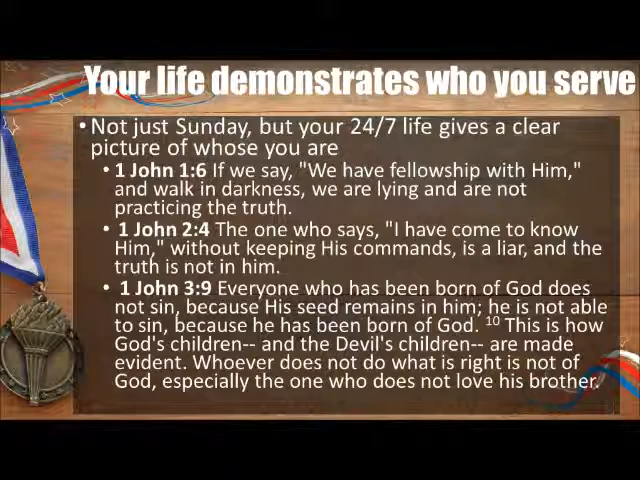 Your life demonstrates who you serve
• Not just Sunday, but your 24/7 life gives a clear
picture of whose you are
• 1 John 1:6 If we say, "We have fellowship with Him,"
and walk in darkness, we are lying and are not
practicing the truth.
• 1 John 2:4 The one who says, "I have come to know
Him," without keeping His commands, is a liar, and the
truth is not in him.
• 1 John 3:9 Everyone who has been born of God does
not sin, because His seed remains in him; he is not able
to sin, because he has been born of God. 10 This is how
God's children-- and the Devil's children-- are made
evident. Whoever does not do what is right is not of
God, especially the one who does not love his brother.